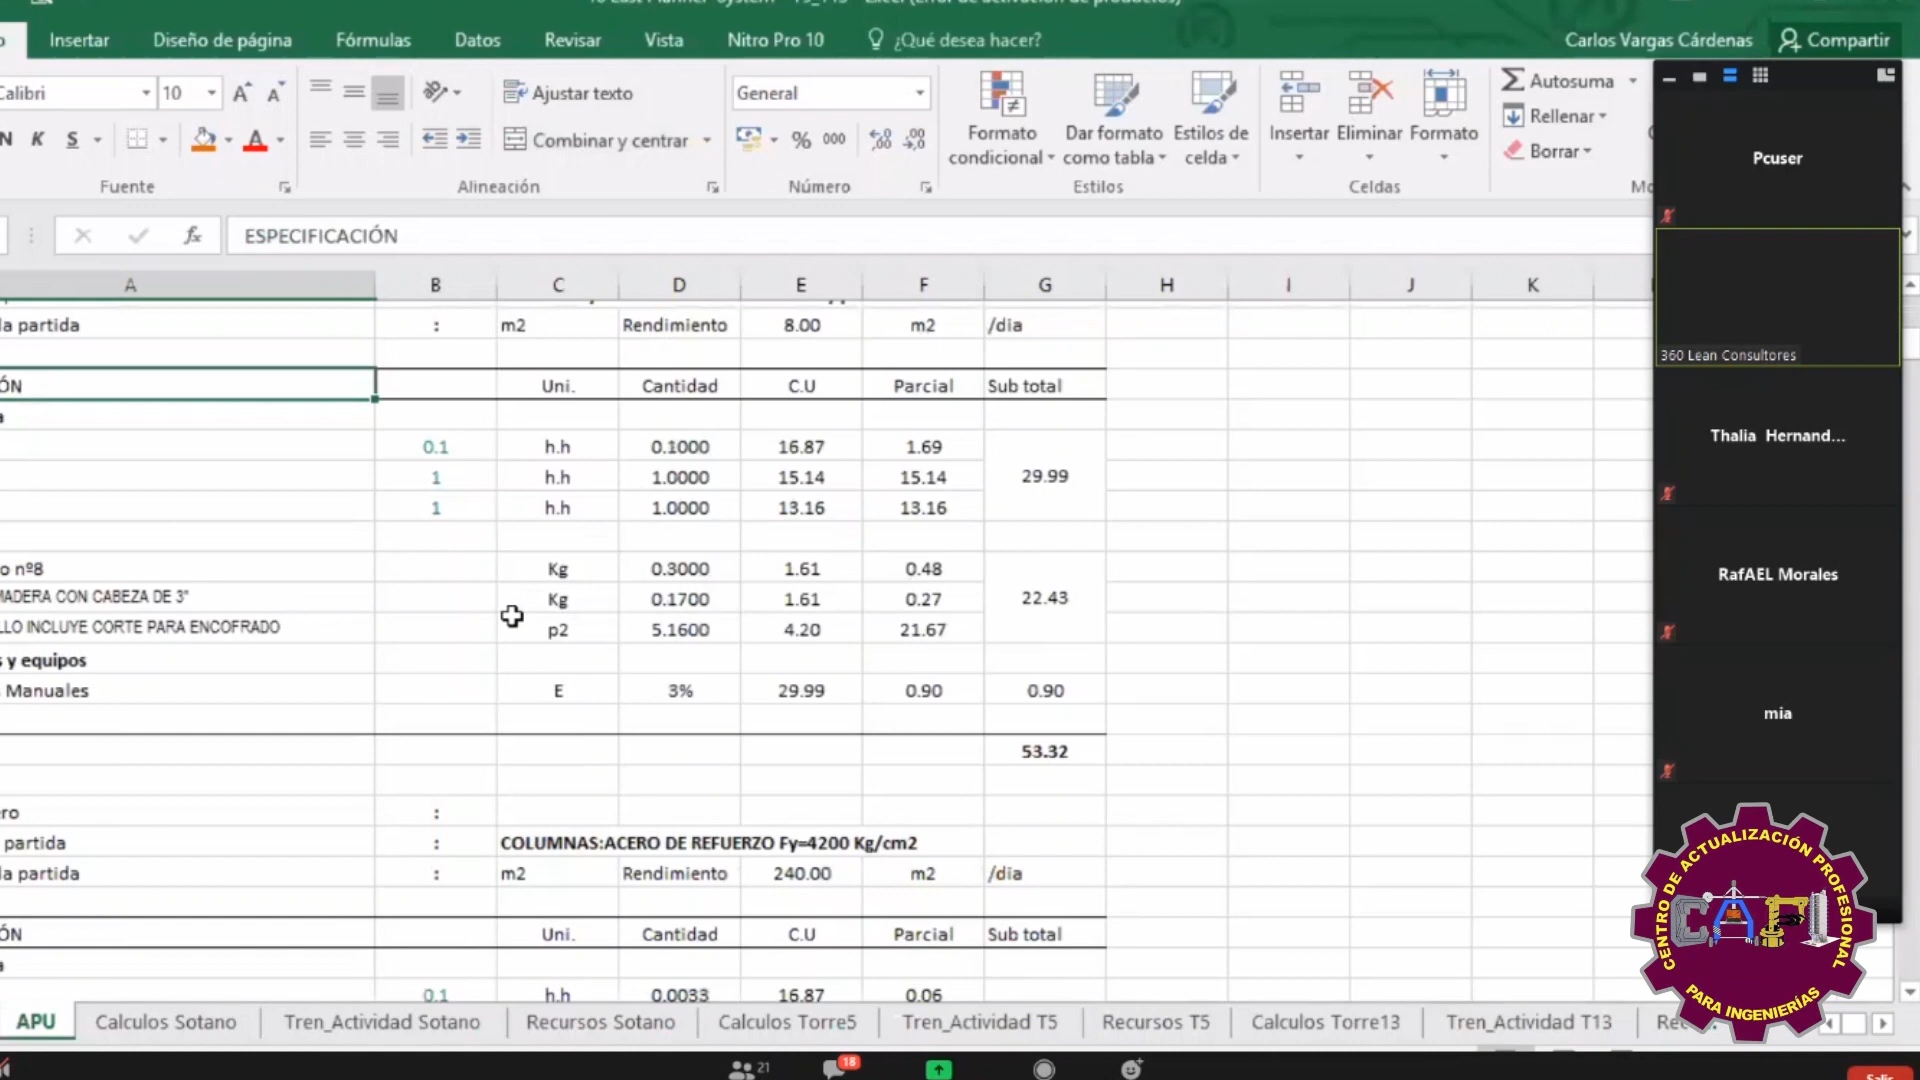 Insertar Diseño de página Fórmulas Datos Revisar Vista Nitro Pro 10 ¿Qué desea hacer? Carlos Vargas Cárdenas Compartir
Calibri 10 Ajustar texto General Autosuma
Formato Dar formato Estilos de Insertar Eliminar Formato Rellenar
N K S A Combinar y centrar % 000 condicional como tabla celda Borrar
Fuente Alineación Número Estilos Celdas
fx ESPECIFICACIÓN
A B C D E F G H I J K
la partida : m2 Rendimiento 8.00 m2 /dia
ÓN Uni. Cantidad C.U Parcial Sub total
0.1 h.h 0.1000 16.87 1.69
1 h.h 1.0000 15.14 15.14 29.99
1 h.h 1.0000 13.16 13.16
o nº8 Kg 0.3000 1.61 0.48
MADERA CON CABEZA DE 3" Kg 0.1700 1.61 0.27 22.43
LLO INCLUYE CORTE PARA ENCOFRADO p2 5.1600 4.20 21.67
s y equipos
Manuales E 3% 29.99 0.90 0.90
53.32
ero :
partida : COLUMNAS:ACERO DE REFUERZO Fy=4200 Kg/cm2
la partida : m2 Rendimiento 240.00 m2 /dia
ÓN Uni. Cantidad C.U Parcial Sub total
0.1 h.h 0.0033 16.87 0.06
APU Calculos Sotano Tren_Actividad Sotano Recursos Sotano Calculos Torre5 Tren_Actividad T5 Recursos T5 Calculos Torre13 Tren_Actividad T13
21 18
Salir
Pcuser
360 Lean Consultores
Thalia Hernand...
RafAEL Morales
mia
CENTRO DE ACTUALIZACIÓN PROFESIONAL
CAPI
PARA INGENIERÍAS